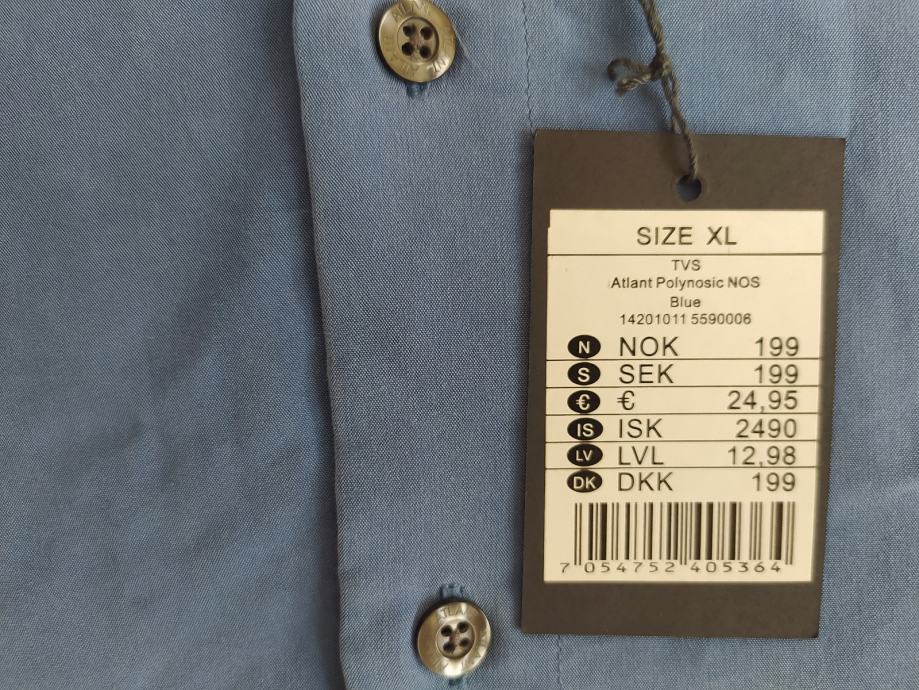 SIZE XL
TVS
Atlant Polynosic NOS
Blue
14201011 5590006
N NOK 199
S SEK 199
€ € 24,95
IS ISK 2490
LV LVL 12,98
DK DKK 199
7 054752 405364